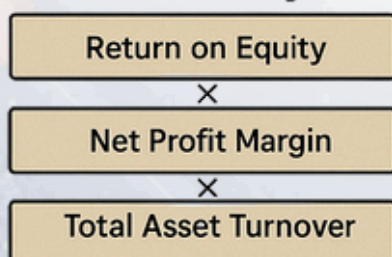 Return on Equity
×
Net Profit Margin
×
Total Asset Turnover